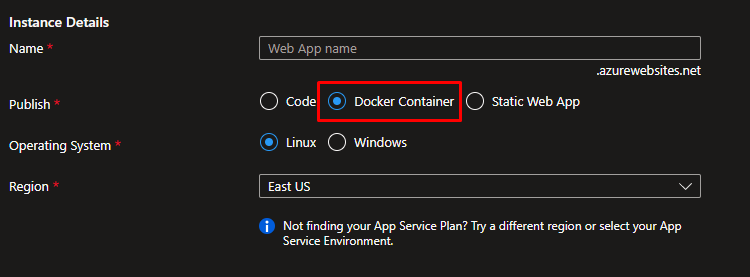 Instance Details
Name * Web App name
.azurewebsites.net
Publish * Code Docker Container Static Web App
Operating System * Linux Windows
Region * East US
Not finding your App Service Plan? Try a different region or select your App
Service Environment.